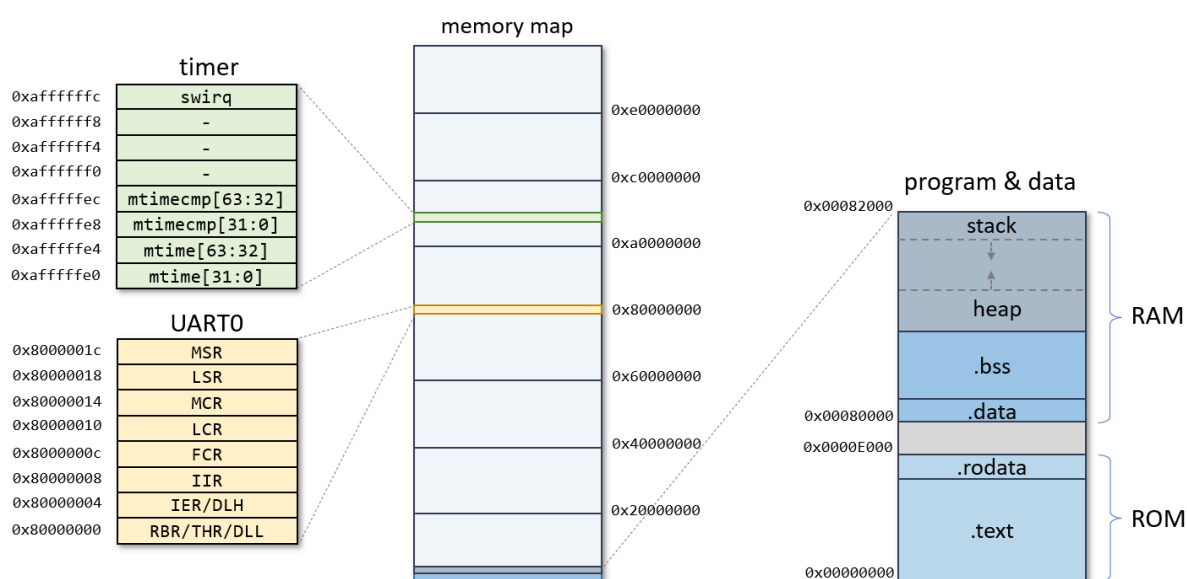 memory map
timer
0xaffffffc swirq
0xaffffff8 -
0xaffffff4 -
0xaffffff0 -
0xafffffec mtimecmp[63:32]
0xafffffe8 mtimecmp[31:0]
0xafffffe4 mtime[63:32]
0xafffffe0 mtime[31:0]
UART0
0x8000001c MSR
0x80000018 LSR
0x80000014 MCR
0x80000010 LCR
0x8000000c FCR
0x80000008 IIR
0x80000004 IER/DLH
0x80000000 RBR/THR/DLL
0xe0000000
0xc0000000
0xa0000000
0x80000000
0x60000000
0x40000000
0x20000000
program & data
0x00082000
stack
heap
.bss
0x00080000 .data
0x0000E000
.rodata
.text
0x00000000
RAM
ROM